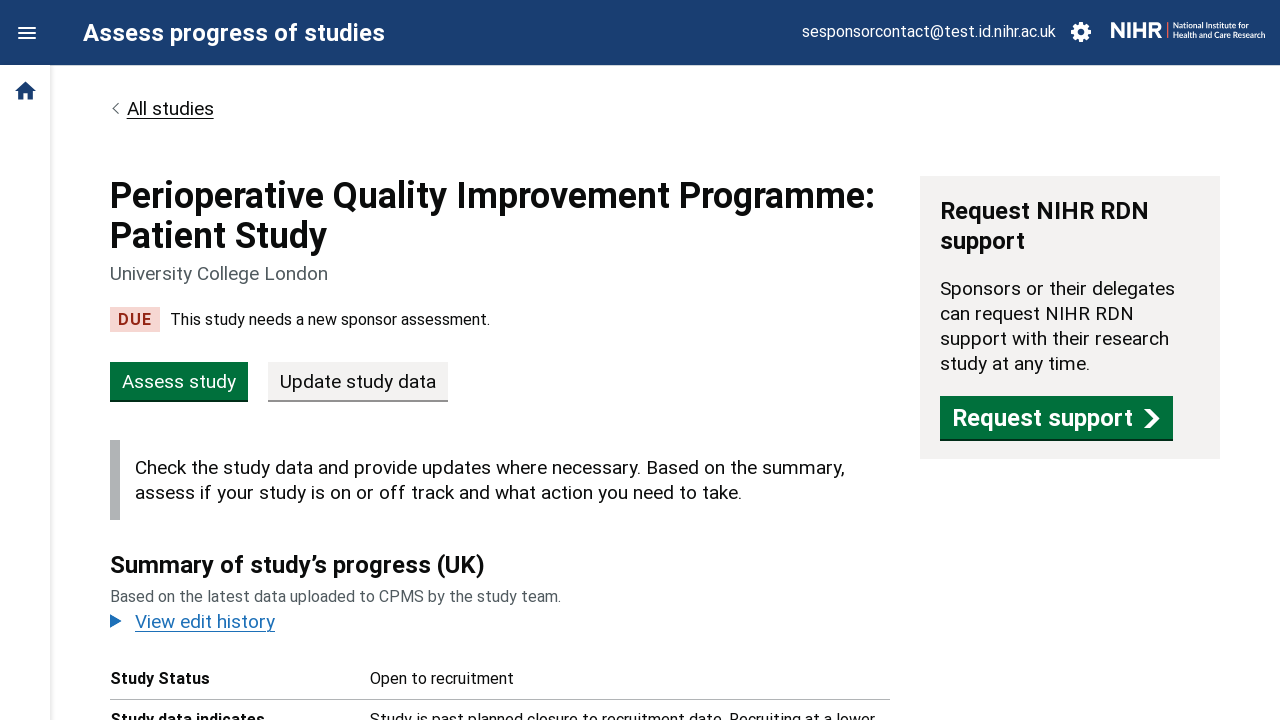 Assess progress of studies
sesponsorcontact@test.id.nihr.ac.uk
NIHR National Institute for
Health and Care Research
All studies
Perioperative Quality Improvement Programme:
Patient Study
University College London
DUE This study needs a new sponsor assessment.
Assess study
Update study data
Check the study data and provide updates where necessary. Based on the summary,
assess if your study is on or off track and what action you need to take.
Summary of study’s progress (UK)
Based on the latest data uploaded to CPMS by the study team.
View edit history
Study Status Open to recruitment
Study data indicates Study is past planned closure to recruitment date, Recruiting at a lower
Request NIHR RDN
support
Sponsors or their delegates
can request NIHR RDN
support with their research
study at any time.
Request support